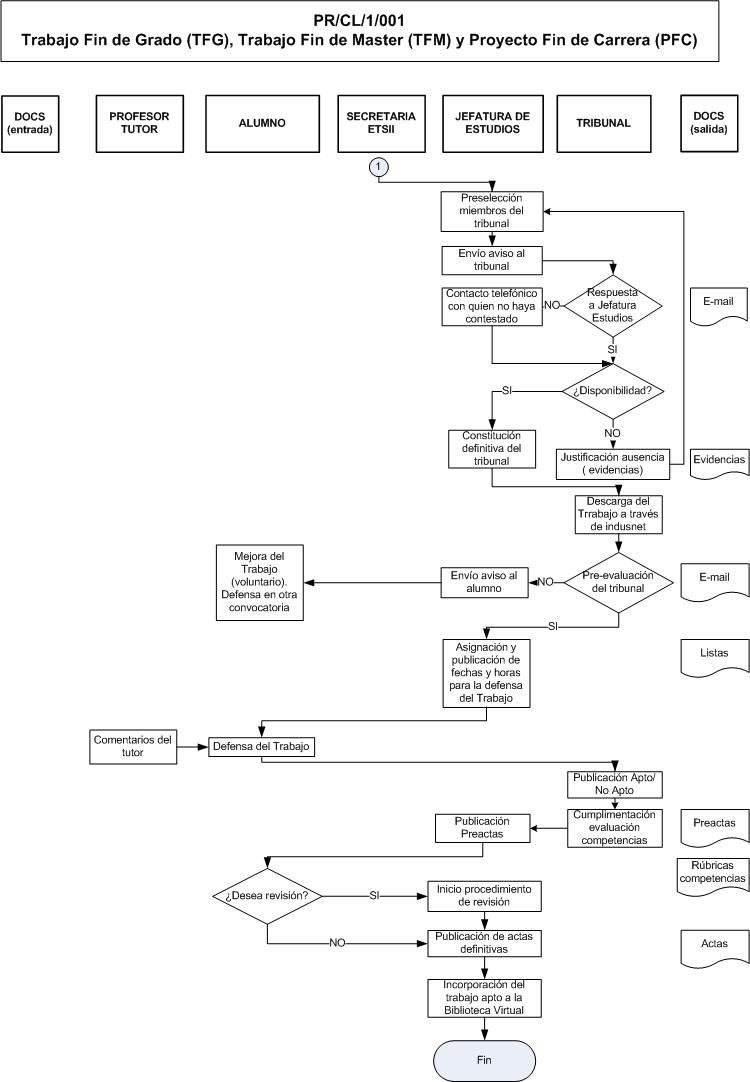 PR/CL/1/001
Trabajo Fin de Grado (TFG), Trabajo Fin de Master (TFM) y Proyecto Fin de Carrera (PFC)
DOCS
(entrada)
PROFESOR
TUTOR
ALUMNO
SECRETARIA
ETSII
JEFATURA DE
ESTUDIOS
TRIBUNAL
DOCS
(salida)
1
Preselección
miembros del
tribunal
Envío aviso al
tribunal
Contacto telefónico
con quien no haya
contestado
NO
Respuesta
a Jefatura
Estudios
E-mail
SI
¿Disponibilidad?
SI
NO
Constitución
definitiva del
tribunal
Justificación ausencia
( evidencias)
Evidencias
Descarga del
Trrabajo a través
de indusnet
Mejora del
Trabajo
(voluntario).
Defensa en otra
convocatoria
Envío aviso al
alumno
NO
Pre-evaluación
del tribunal
E-mail
SI
Asignación y
publicación de
fechas y horas
para la defensa
del Trabajo
Listas
Comentarios del
tutor
Defensa del Trabajo
Publicación Apto/
No Apto
Publicación
Preactas
Cumplimentación
evaluación
competencias
Preactas
Rúbricas
competencias
¿Desea revisión?
SI
Inicio procedimiento
de revisión
NO
Publicación de actas
definitivas
Actas
Incorporación del
trabajo apto a la
Biblioteca Virtual
Fin